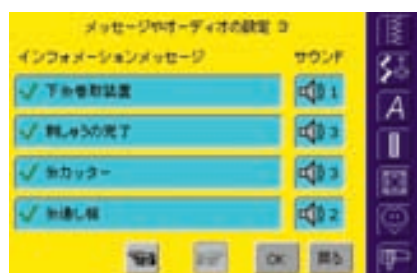 メッセージやオーディオの設定 3
インフォメーションメッセージ サウンド
✓ 下糸巻取装置 1
✓ 刺しゅうの完了 3
✓ 糸カッター 3
✓ 糸通し機 2
OK 戻る
A